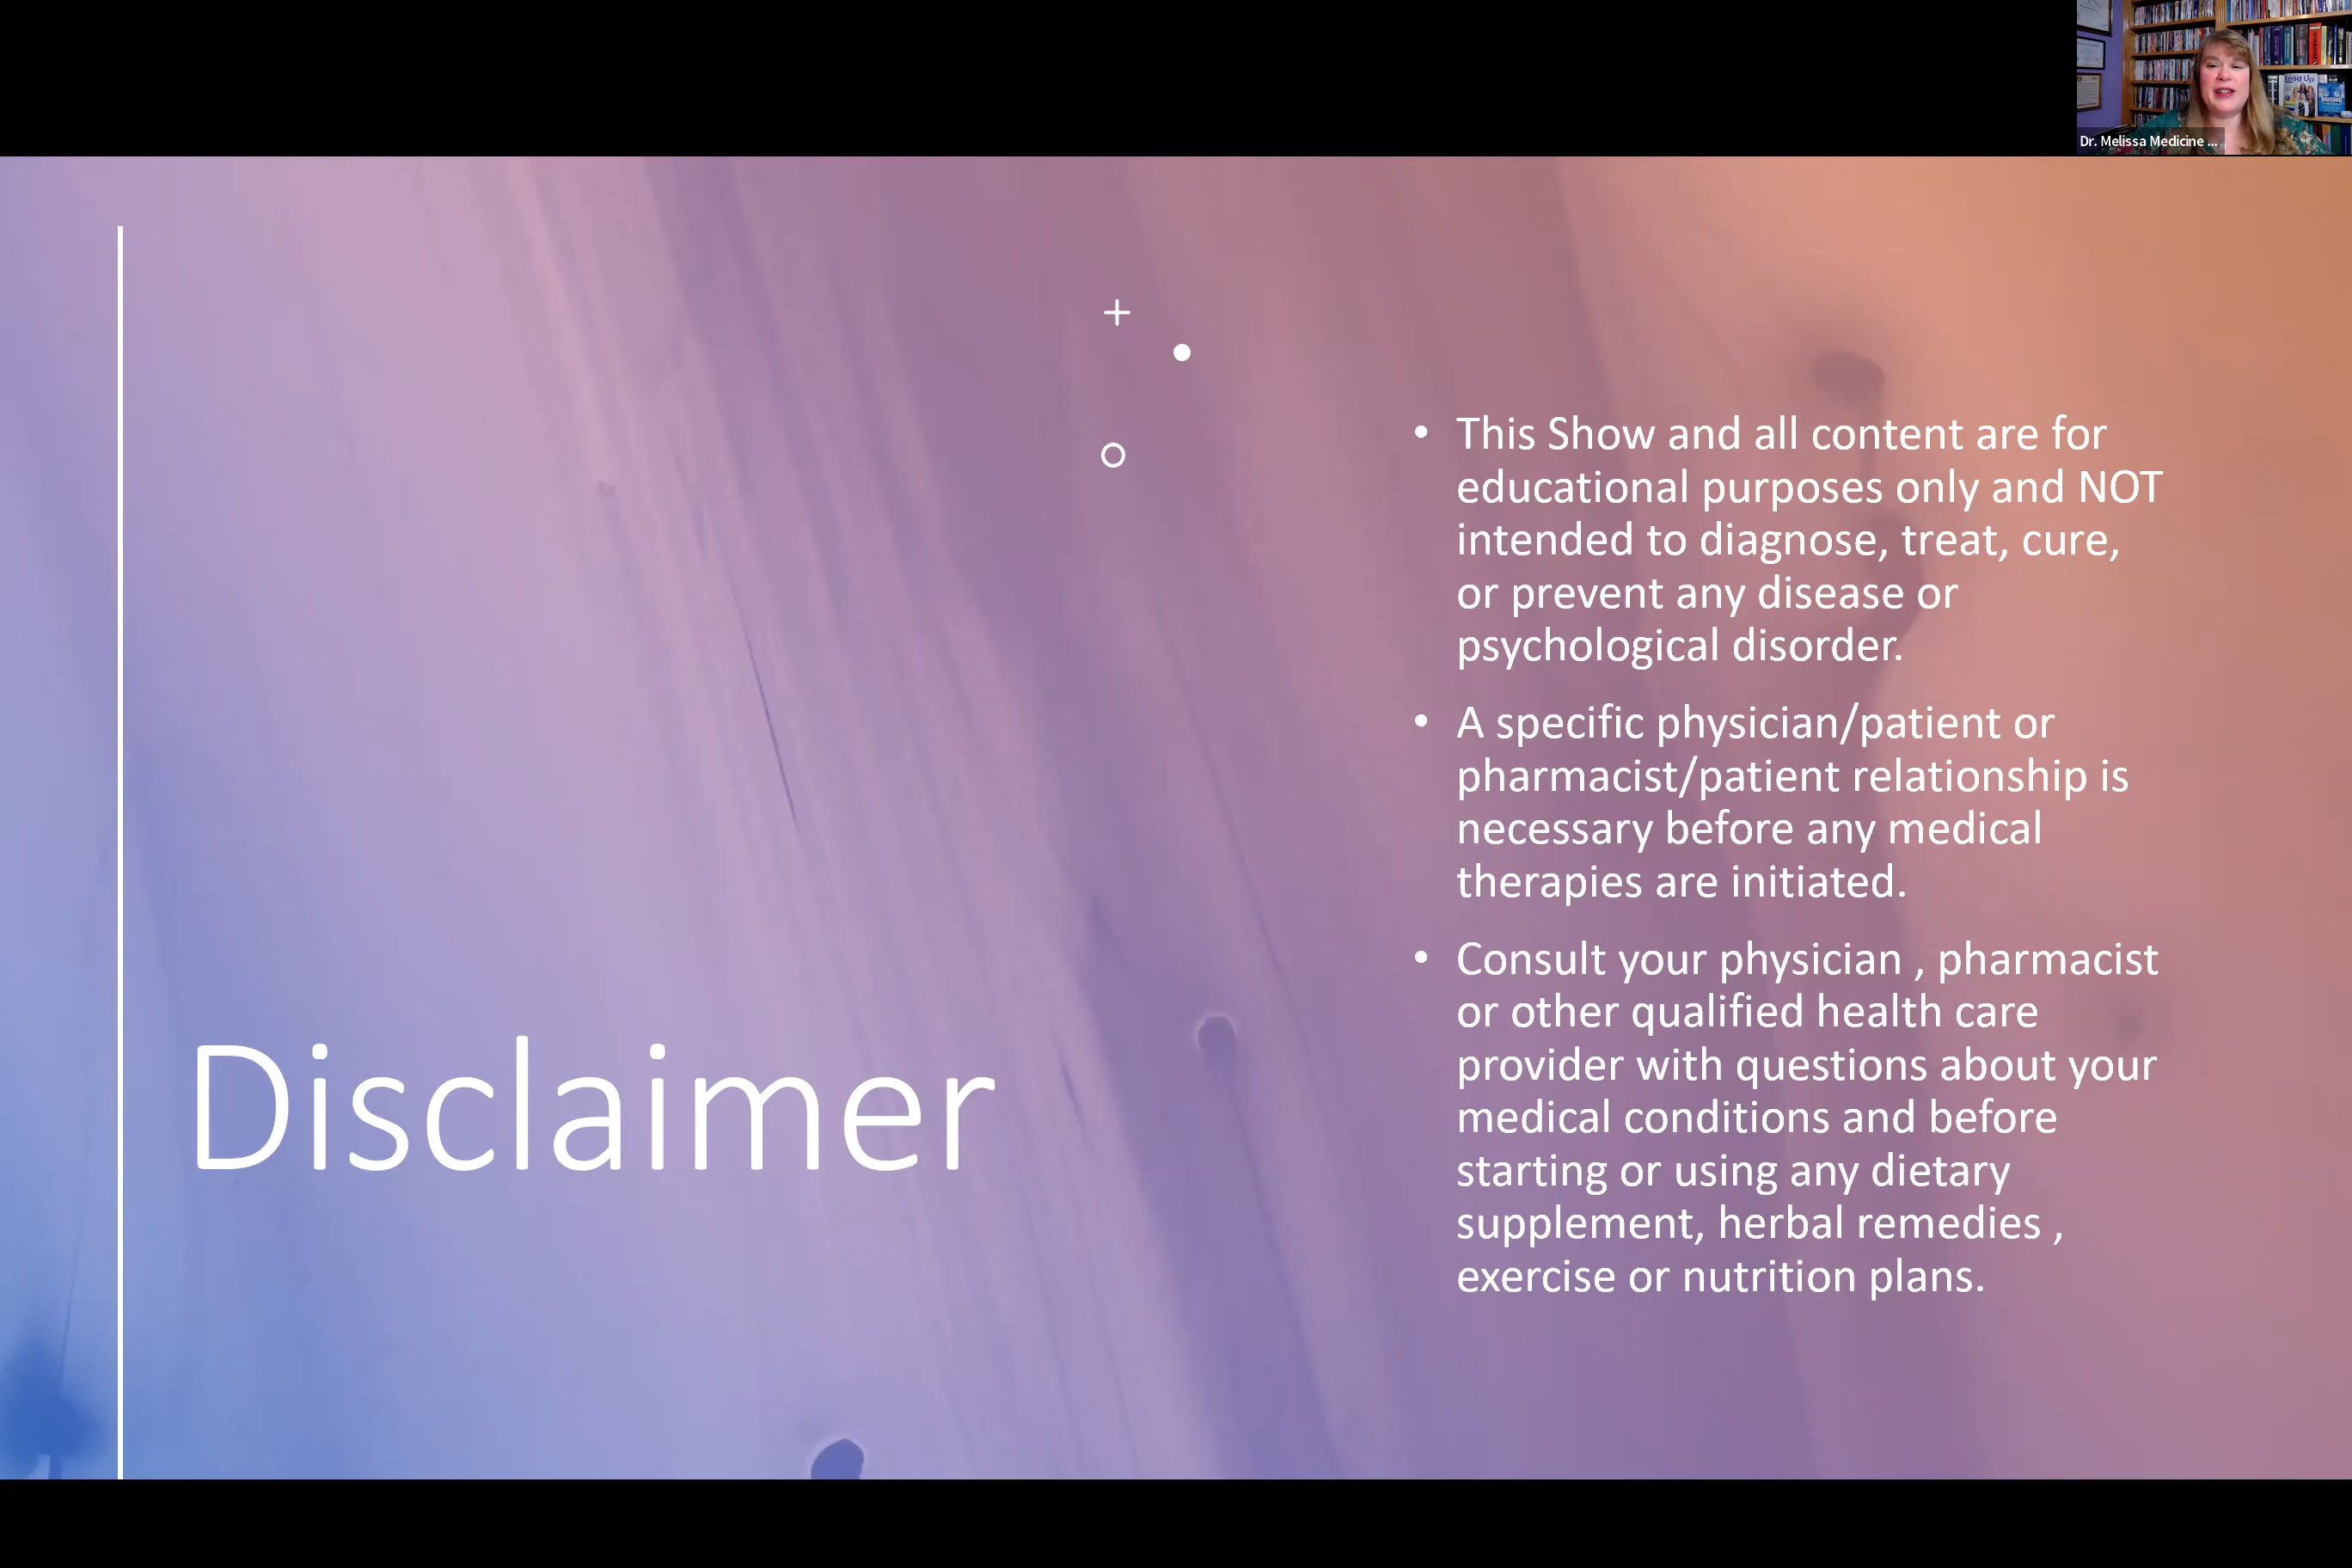 Dr. Melissa Medicine ...
Lead Up
Disclaimer
• This Show and all content are for
educational purposes only and NOT
intended to diagnose, treat, cure,
or prevent any disease or
psychological disorder.
• A specific physician/patient or
pharmacist/patient relationship is
necessary before any medical
therapies are initiated.
• Consult your physician , pharmacist
or other qualified health care
provider with questions about your
medical conditions and before
starting or using any dietary
supplement, herbal remedies ,
exercise or nutrition plans.